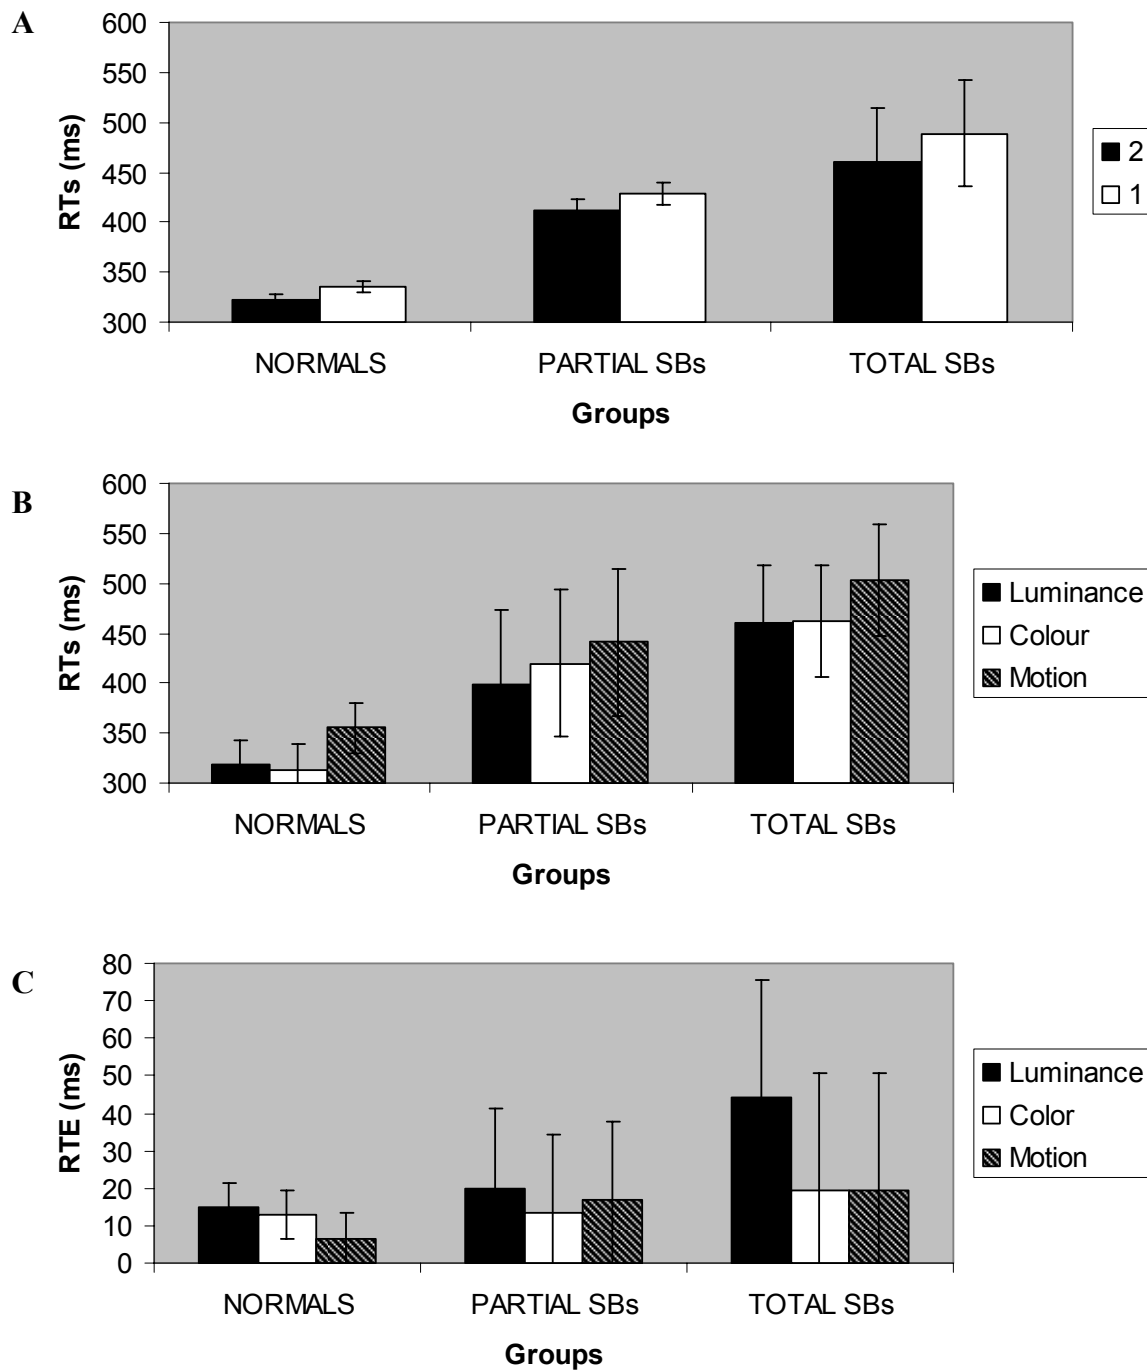 A
600
550
500
450
400
350
300
RTs (ms)
NORMALS PARTIAL SBs TOTAL SBs
Groups
2
1
B
600
550
500
450
400
350
300
RTs (ms)
NORMALS PARTIAL SBs TOTAL SBs
Groups
Luminance
Colour
Motion
C
80
70
60
50
40
30
20
10
0
RTE (ms)
NORMALS PARTIAL SBs TOTAL SBs
Groups
Luminance
Color
Motion